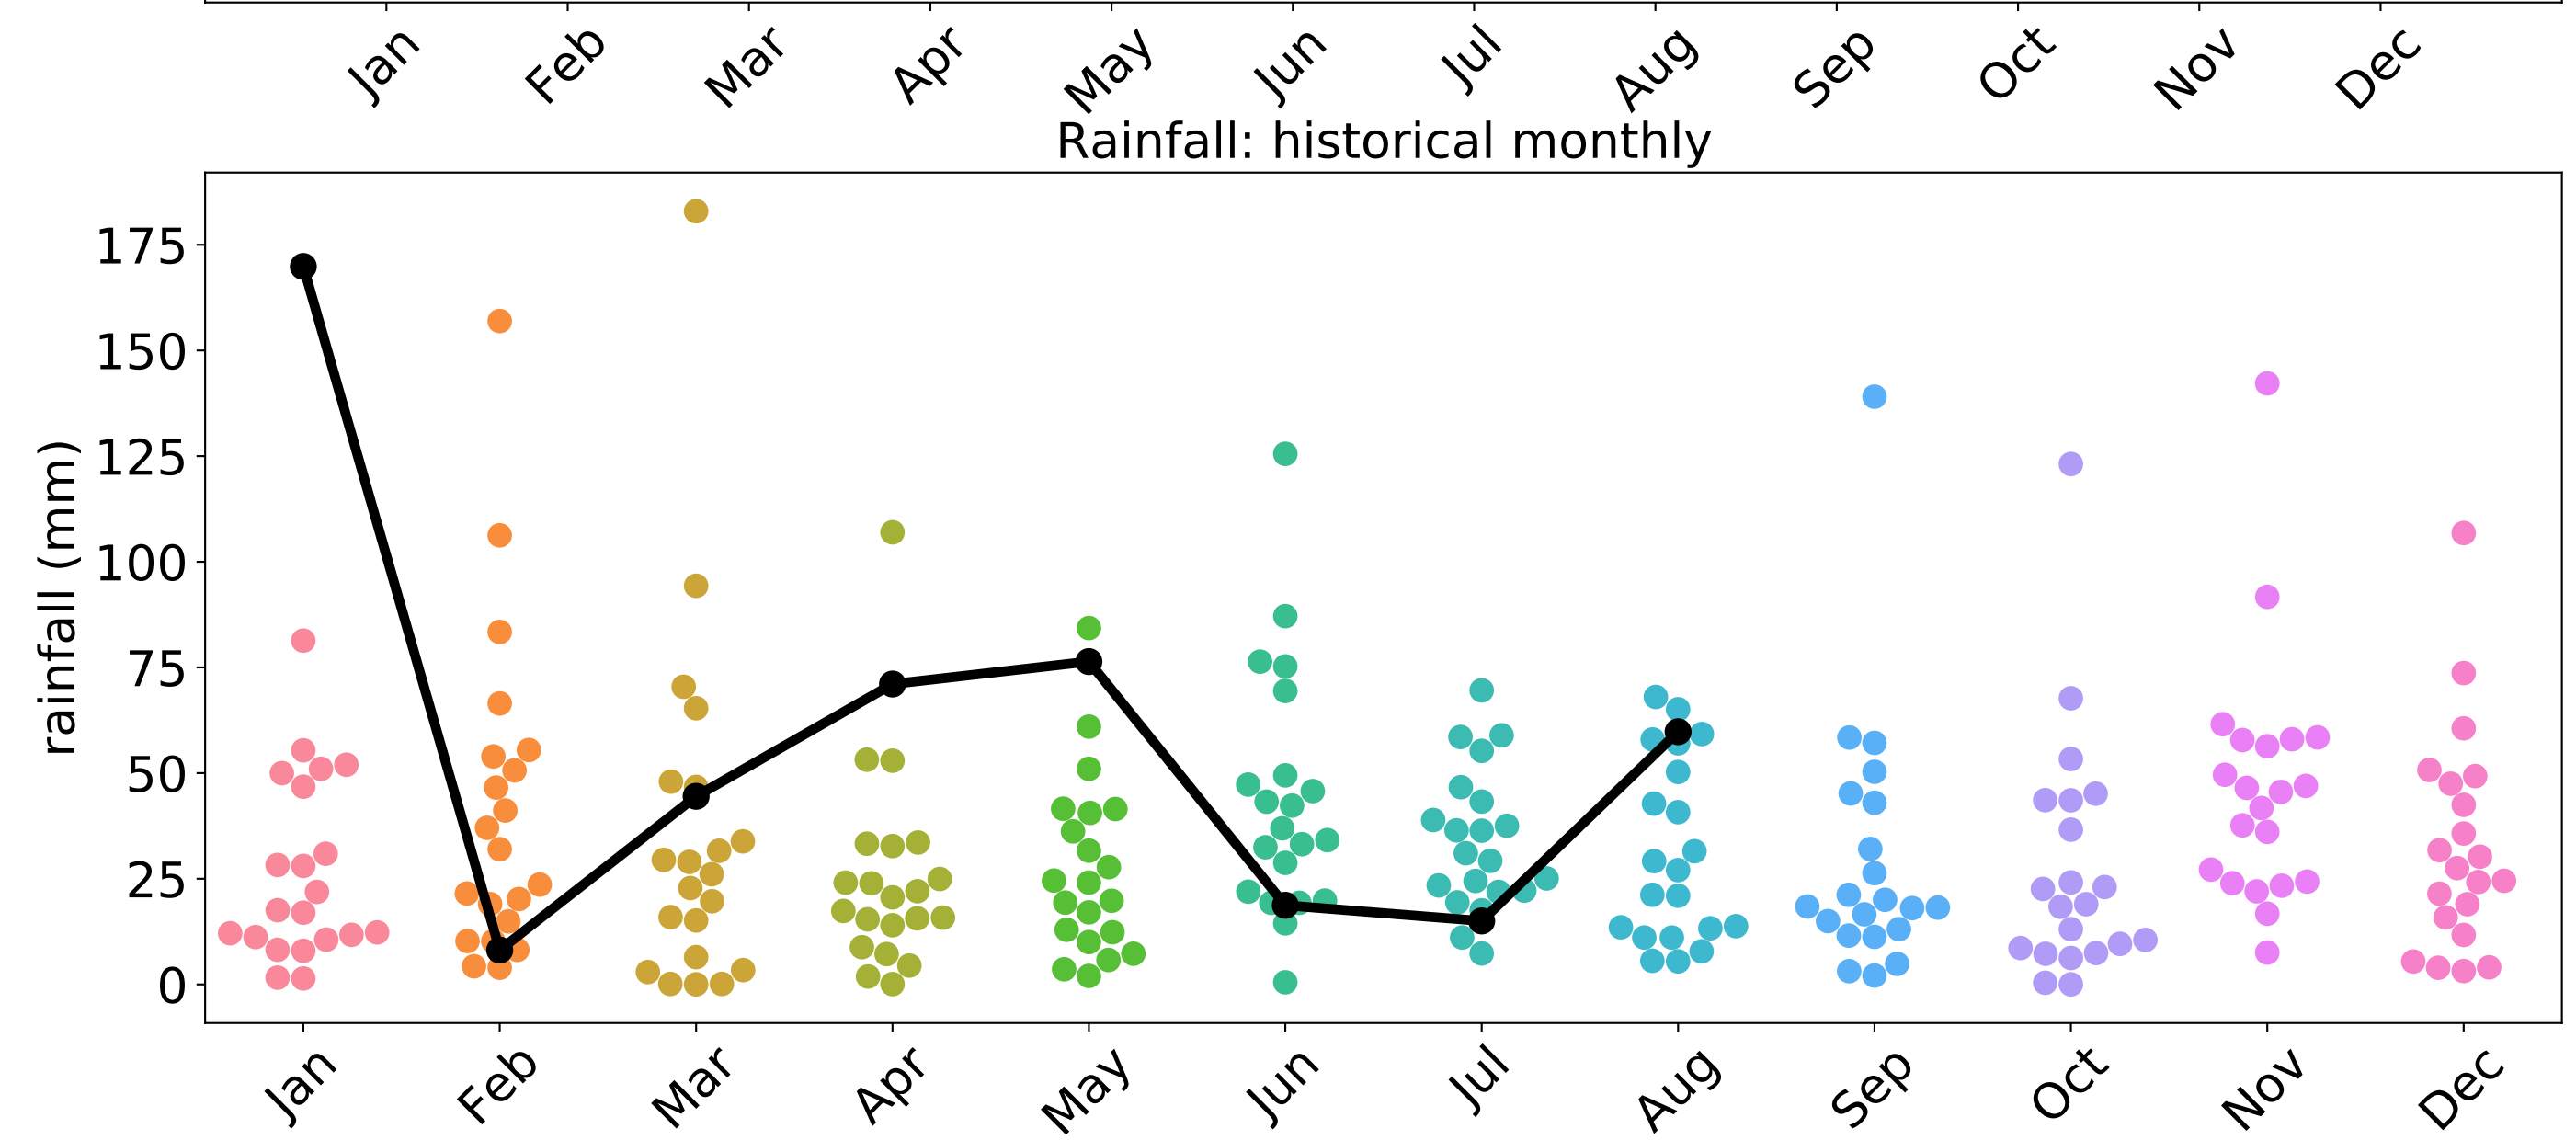 Jan Feb Mar Apr May Jun Jul Aug Sep Oct Nov Dec
Rainfall: historical monthly
rainfall (mm)
175
150
125
100
75
50
25
0
Jan Feb Mar Apr May Jun Jul Aug Sep Oct Nov Dec